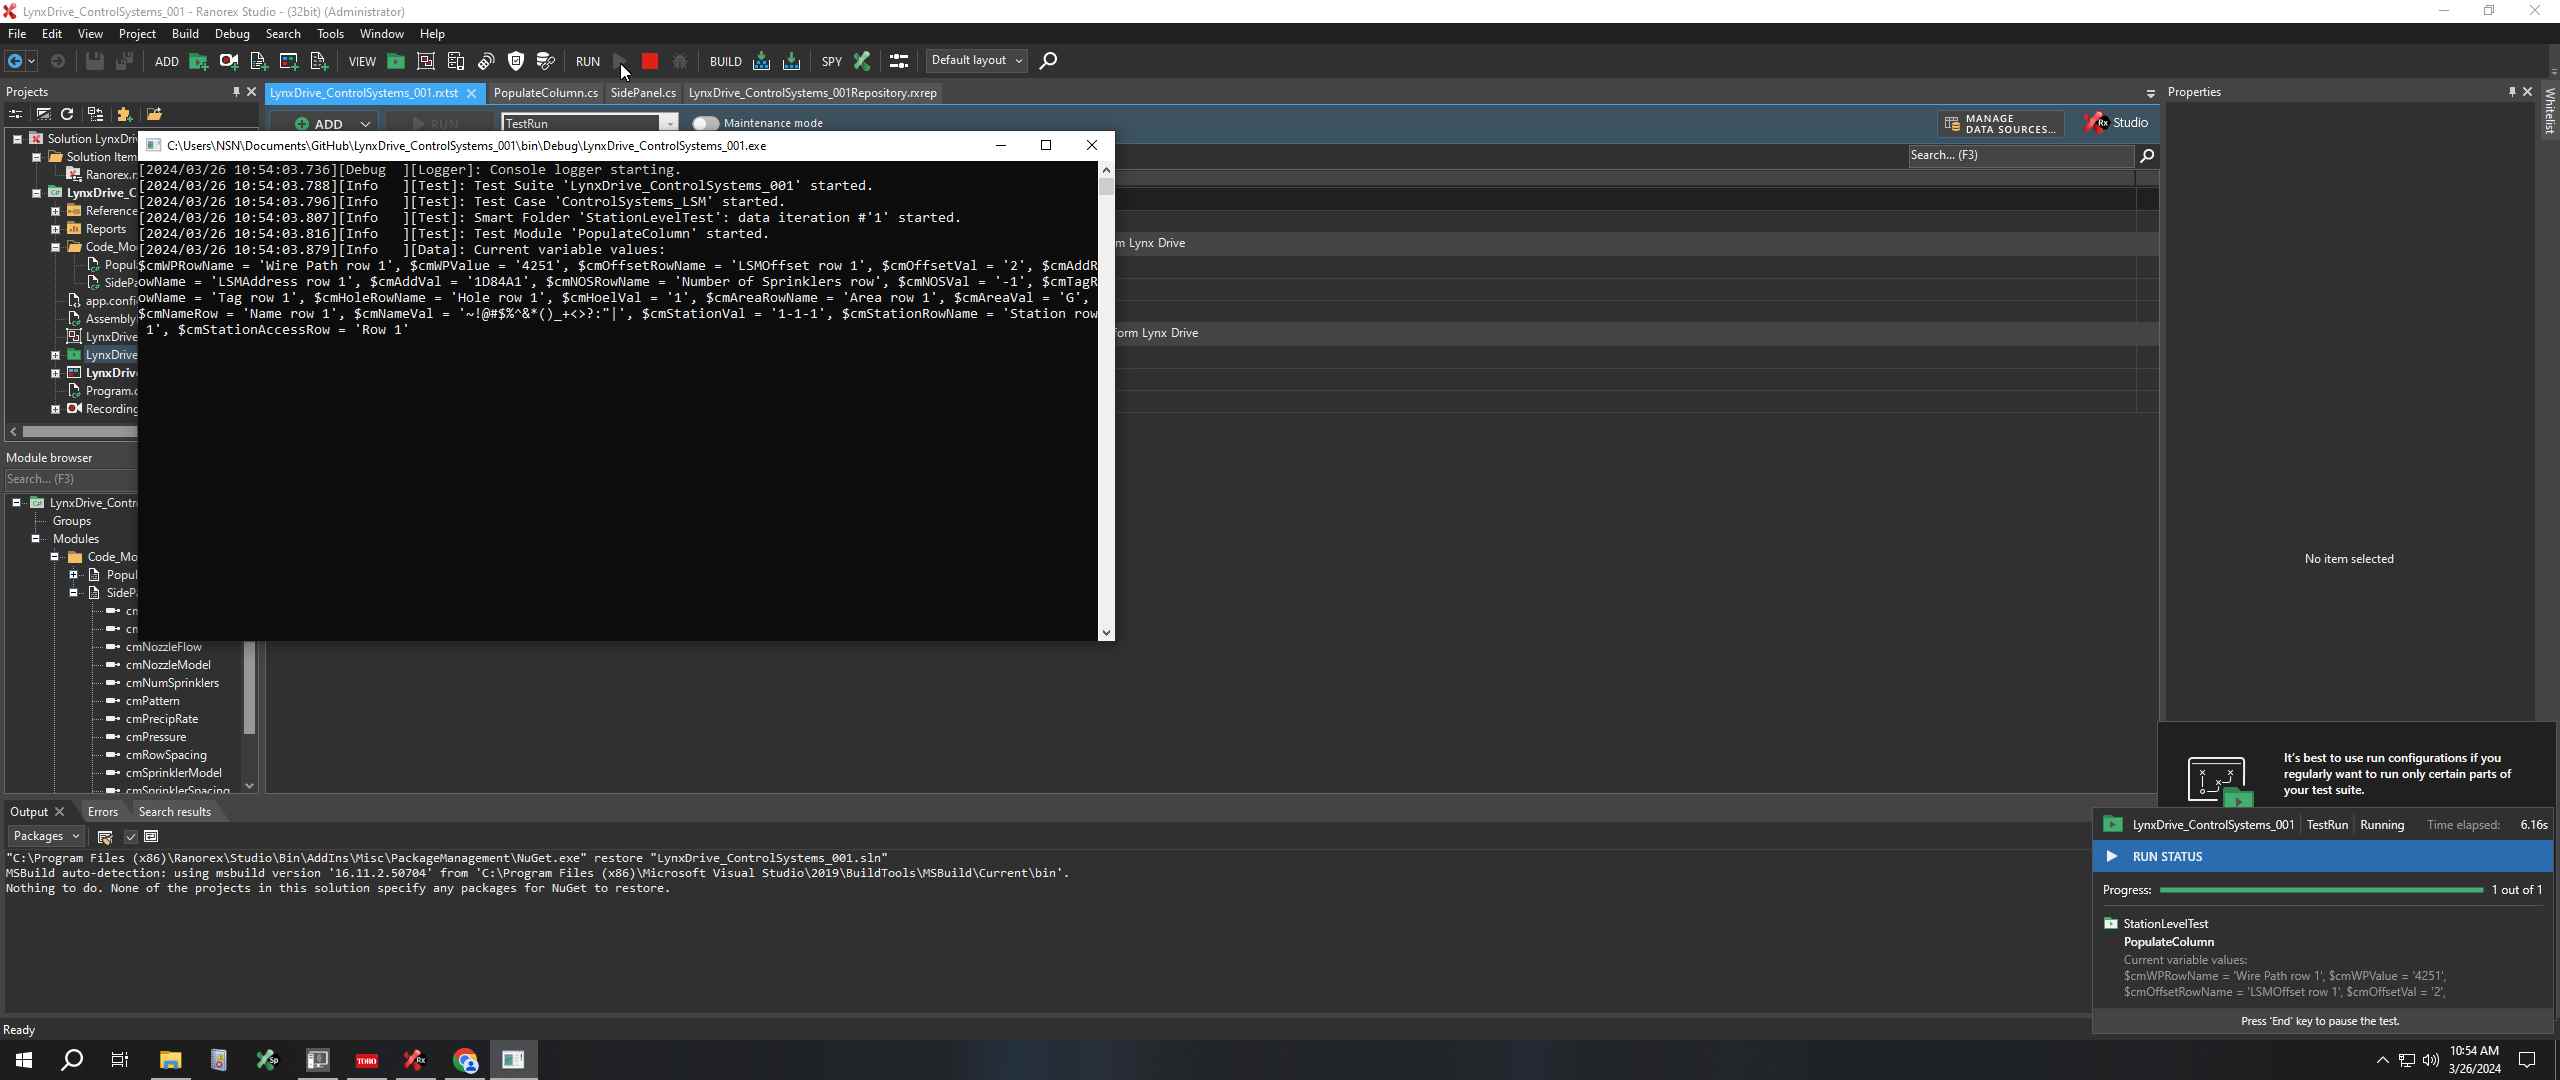 LynxDrive_ControlSystems_001 - Ranorex Studio - (32bit) (Administrator)
File Edit View Project Build Debug Search Tools Window Help
ADD VIEW RUN BUILD SPY Default layout
Projects
LynxDrive_ControlSystems_001.rxtst PopulateColumn.cs SidePanel.cs LynxDrive_ControlSystems_001Repository.rxrep
Properties
Whitelist
ADD RUN TestRun Maintenance mode
MANAGE
DATA SOURCES...
Rx Studio
Search... (F3)
Solution LynxDri
Solution Item
Ranorex.r
LynxDrive_C
Reference
Reports
Code_Mo
Popul
SidePa
app.confi
Assembly
LynxDrive
LynxDrive
LynxDriv
Program.c
Recording
C:\Users\NSN\Documents\GitHub\LynxDrive_ControlSystems_001\bin\Debug\LynxDrive_ControlSystems_001.exe
[2024/03/26 10:54:03.736][Debug  ][Logger]: Console logger starting.
[2024/03/26 10:54:03.788][Info   ][Test]: Test Suite 'LynxDrive_ControlSystems_001' started.
[2024/03/26 10:54:03.796][Info   ][Test]: Test Case 'ControlSystems_LSM' started.
[2024/03/26 10:54:03.807][Info   ][Test]: Smart Folder 'StationLevelTest': data iteration #'1' started.
[2024/03/26 10:54:03.816][Info   ][Test]: Test Module 'PopulateColumn' started.
[2024/03/26 10:54:03.879][Info   ][Data]: Current variable values:
$cmWPRowName = 'Wire Path row 1', $cmWPValue = '4251', $cmOffsetRowName = 'LSMOffset row 1', $cmOffsetVal = '2', $cmAddR
owName = 'LSMAddress row 1', $cmAddVal = '1D84A1', $cmNOSRowName = 'Number of Sprinklers row', $cmNOSVal = '-1', $cmTagR
owName = 'Tag row 1', $cmHoleRowName = 'Hole row 1', $cmHoelVal = '1', $cmAreaRowName = 'Area row 1', $cmAreaVal = 'G',
$cmNameRow = 'Name row 1', $cmNameVal = '~!@#$%^&*()_+<>?:"|', $cmStationVal = '1-1-1', $cmStationRowName = 'Station row
1', $cmStationAccessRow = 'Row 1'
m Lynx Drive
orm Lynx Drive
No item selected
Module browser
Search... (F3)
LynxDrive_Contr
Groups
Modules
Code_Mo
Popul
SideP
cm
cm
cmNozzleFlow
cmNozzleModel
cmNumSprinklers
cmPattern
cmPrecipRate
cmPressure
cmRowSpacing
cmSprinklerModel
cmSprinklerSpacing
Output Errors Search results
Packages
"C:\Program Files (x86)\Ranorex\Studio\Bin\AddIns\Misc\PackageManagement\NuGet.exe" restore "LynxDrive_ControlSystems_001.sln"
MSBuild auto-detection: using msbuild version '16.11.2.50704' from 'C:\Program Files (x86)\Microsoft Visual Studio\2019\BuildTools\MSBuild\Current\bin'.
Nothing to do. None of the projects in this solution specify any packages for NuGet to restore.
It's best to use run configurations if you
regularly want to run only certain parts of
your test suite.
LynxDrive_ControlSystems_001 TestRun Running Time elapsed: 6.16s
RUN STATUS
Progress: 1 out of 1
StationLevelTest
PopulateColumn
Current variable values:
$cmWPRowName = 'Wire Path row 1', $cmWPValue = '4251',
$cmOffsetRowName = 'LSMOffset row 1', $cmOffsetVal = '2',
Press 'End' key to pause the test.
Ready
Sp TORO Rx
10:54 AM
3/26/2024